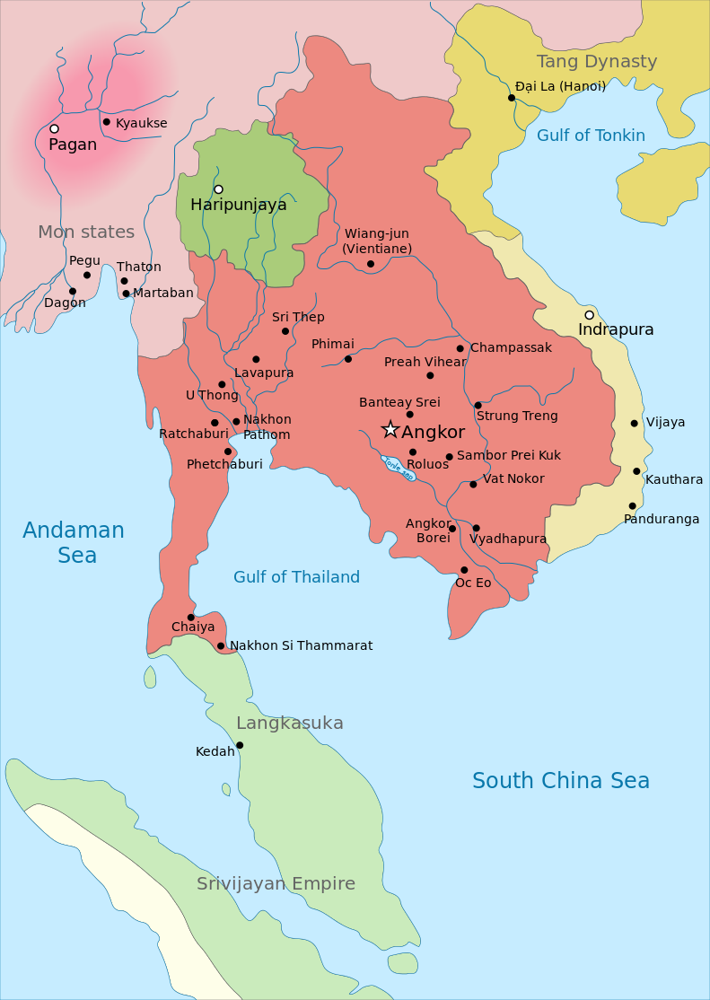 Tang Dynasty
Đại La (Hanoi)
Kyaukse
Gulf of Tonkin
Pagan
Haripunjaya
Mon states
Wiang-jun
(Vientiane)
Pegu
Thaton
Martaban
Dagon
Indrapura
Sri Thep
Phimai
Champassak
Preah Vihear
Lavapura
U Thong
Banteay Srei
Strung Treng
Nakhon
Pathom
Ratchaburi
Angkor
Vijaya
Phetchaburi
Roluos
Sambor Prei Kuk
Tonle sap
Vat Nokor
Kauthara
Panduranga
Andaman
Sea
Angkor
Borei
Vyadhapura
Gulf of Thailand
Oc Eo
Chaiya
Nakhon Si Thammarat
Langkasuka
Kedah
South China Sea
Srivijayan Empire